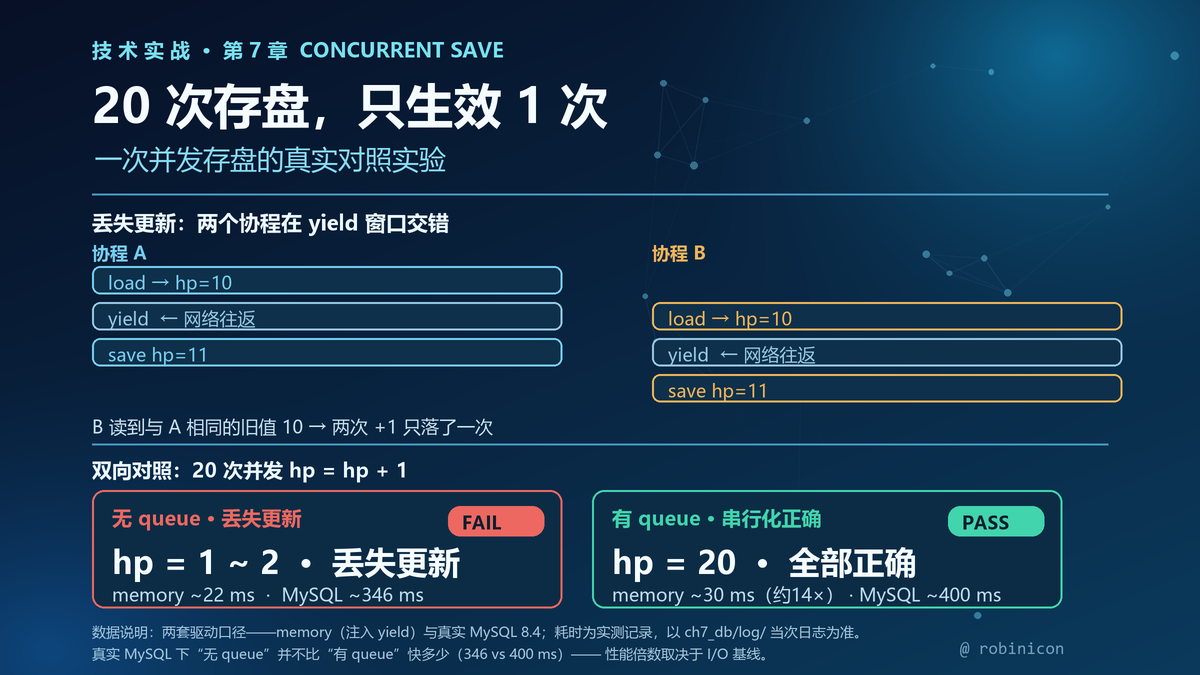 技术实战 • 第 7 章 CONCURRENT SAVE
20 次存盘，只生效 1 次
一次并发存盘的真实对照实验
丢失更新：两个协程在 yield 窗口交错
协程 A
协程 B
load → hp=10
yield ← 网络往返
load → hp=10
save hp=11
yield ← 网络往返
save hp=11
B 读到与 A 相同的旧值 10 → 两次 +1 只落了一次
双向对照：20 次并发 hp = hp + 1
无 queue • 丢失更新
FAIL
hp = 1 ~ 2 • 丢失更新
memory ~22 ms · MySQL ~346 ms
有 queue • 串行化正确
PASS
hp = 20 • 全部正确
memory ~30 ms（约14×） · MySQL ~400 ms
数据说明：两套驱动口径——memory（注入 yield）与真实 MySQL 8.4；耗时为实测记录，以 ch7_db/log/ 当次日志为准。
真实 MySQL 下“无 queue”并不比“有 queue”快多少（346 vs 400 ms）—— 性能倍数取决于 I/O 基线。
@ robinicon